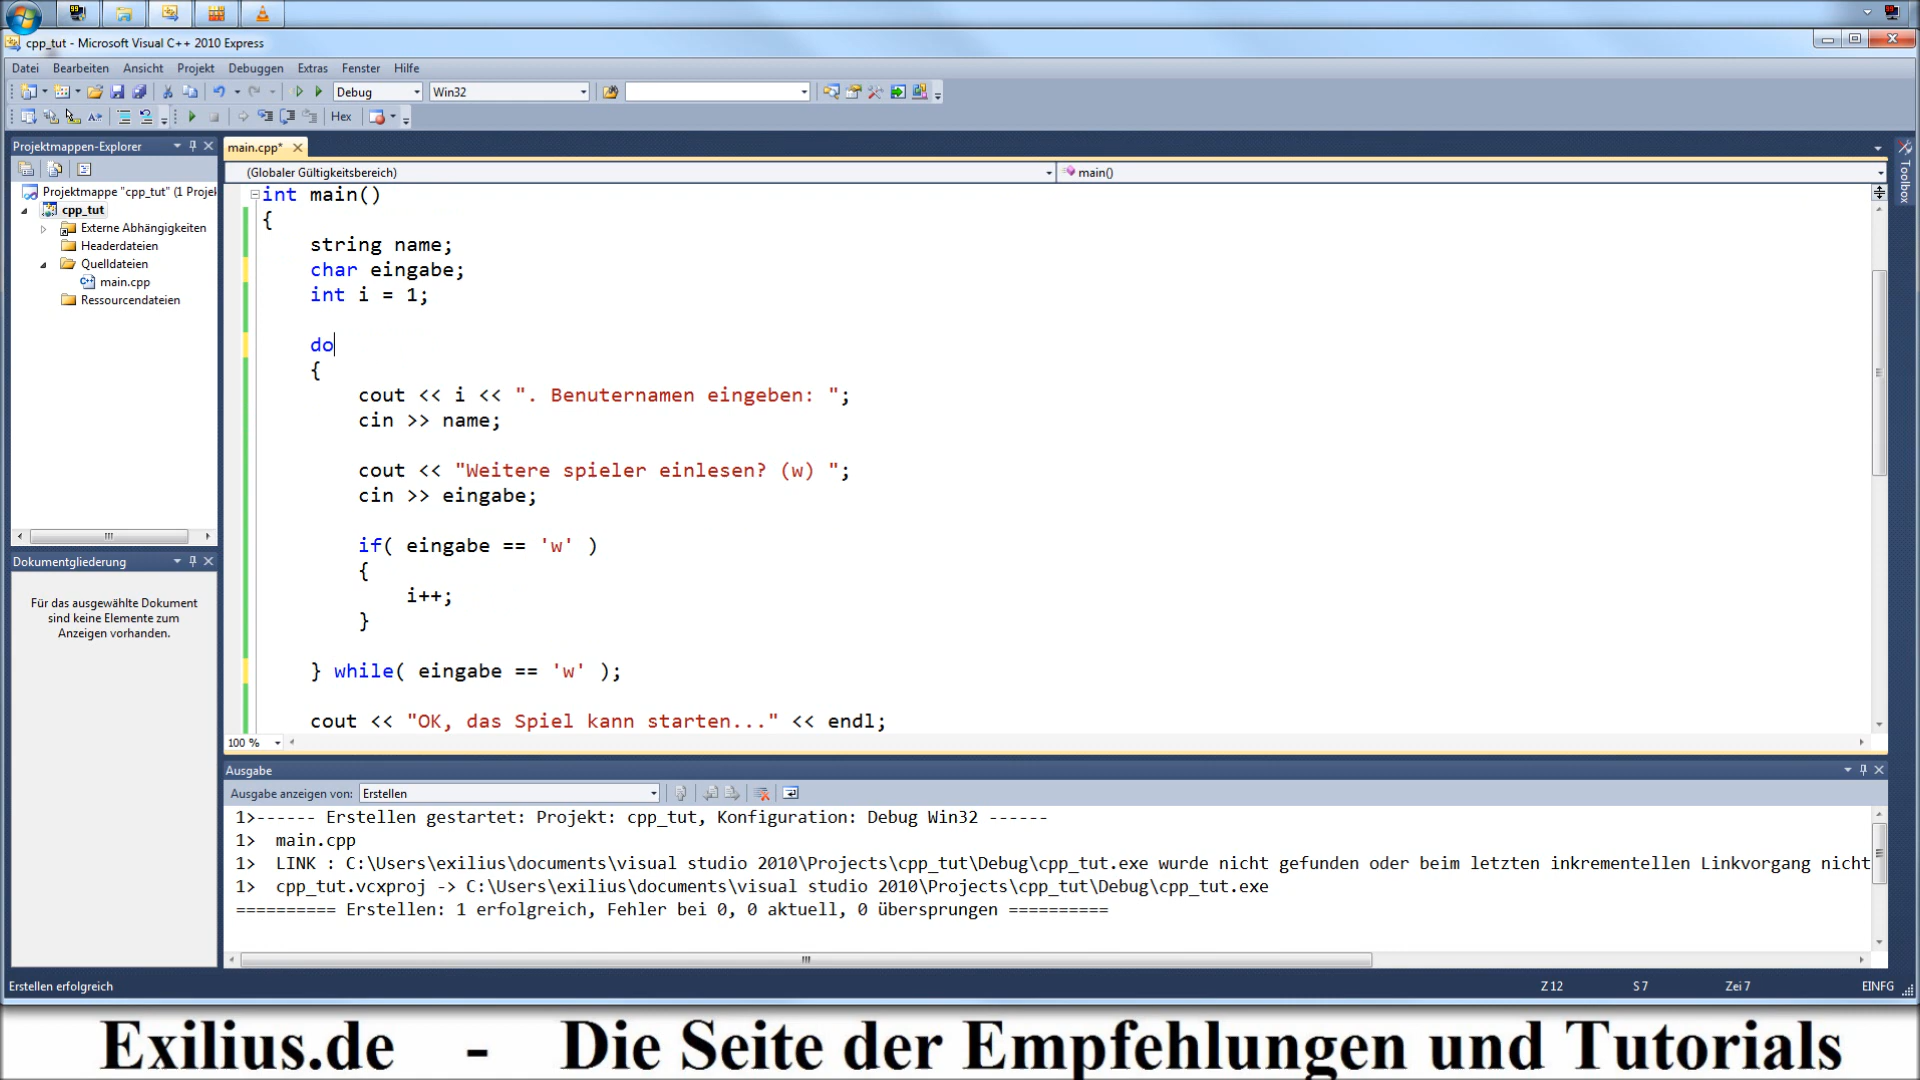 cpp_tut - Microsoft Visual C++ 2010 Express
Datei Bearbeiten Ansicht Projekt Debuggen Extras Fenster Hilfe
Debug Win32
Hex
Projektmappen-Explorer
Projektmappe "cpp_tut" (1 Projek
cpp_tut
Externe Abhängigkeiten
Headerdateien
Quelldateien
main.cpp
Ressourcendateien
Dokumentgliederung
Für das ausgewählte Dokument
sind keine Elemente zum
Anzeigen vorhanden.
main.cpp*
(Globaler Gültigkeitsbereich) main()
Toolbox
int main()
{
string name;
char eingabe;
int i = 1;
do
{
cout << i << ". Benuternamen eingeben: ";
cin >> name;
cout << "Weitere spieler einlesen? (w) ";
cin >> eingabe;
if( eingabe == 'w' )
{
i++;
}
} while( eingabe == 'w' );
cout << "OK, das Spiel kann starten..." << endl;
100 %
Ausgabe
Ausgabe anzeigen von: Erstellen
1>------ Erstellen gestartet: Projekt: cpp_tut, Konfiguration: Debug Win32 ------
1> main.cpp
1> LINK : C:\Users\exilius\documents\visual studio 2010\Projects\cpp_tut\Debug\cpp_tut.exe wurde nicht gefunden oder beim letzten inkrementellen Linkvorgang nicht
1> cpp_tut.vcxproj -> C:\Users\exilius\documents\visual studio 2010\Projects\cpp_tut\Debug\cpp_tut.exe
========== Erstellen: 1 erfolgreich, Fehler bei 0, 0 aktuell, 0 übersprungen ==========
Erstellen erfolgreich Z 12 S 7 Zei 7 EINFG
Exilius.de - Die Seite der Empfehlungen und Tutorials